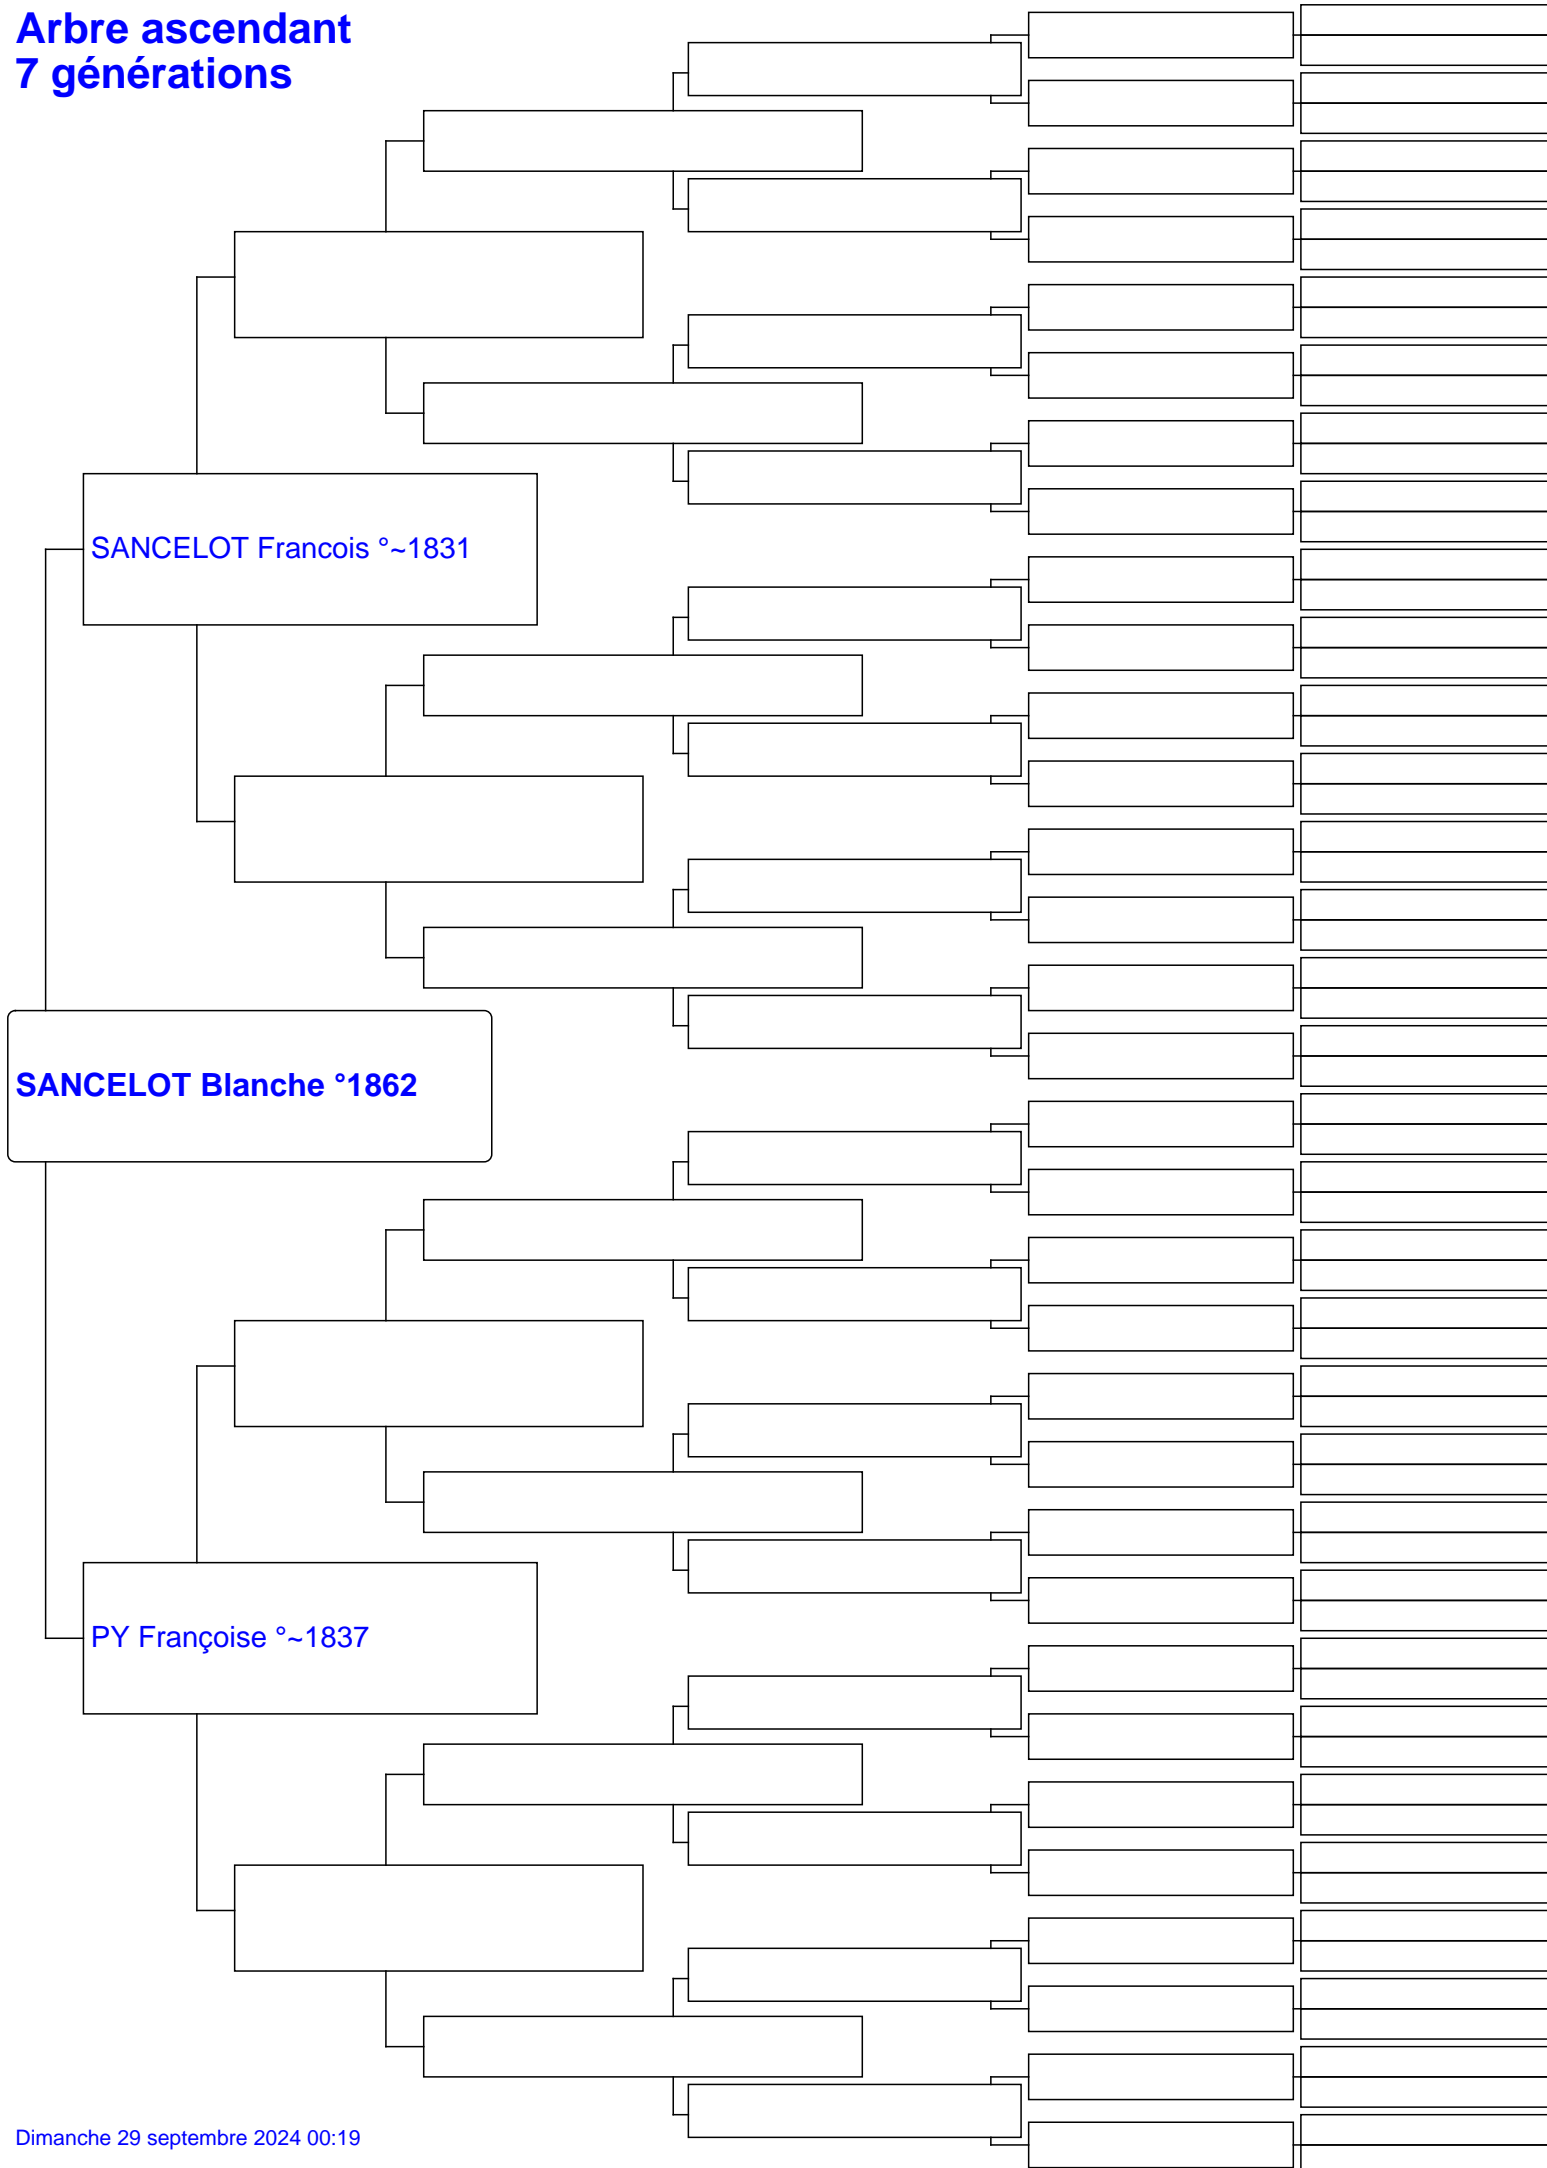 Arbre ascendant
7 générations
SANCELOT Francois °~1831
SANCELOT Blanche °1862
PY Françoise °~1837
Dimanche 29 septembre 2024 00:19